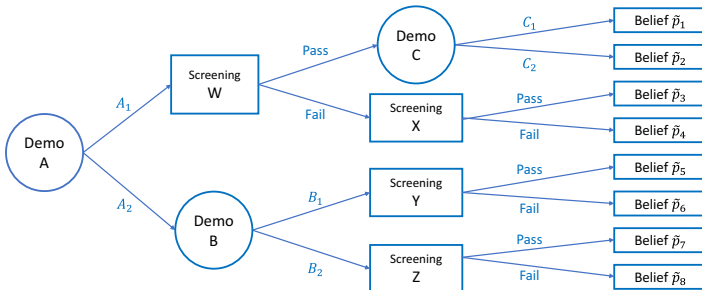 Demo
A
A₁
A₂
Screening
W
Pass
Fail
Demo
B
B₁
B₂
Demo
C
C₁
C₂
Screening
X
Pass
Fail
Screening
Y
Pass
Fail
Screening
Z
Pass
Fail
Belief p̃₁
Belief p̃₂
Belief p̃₃
Belief p̃₄
Belief p̃₅
Belief p̃₆
Belief p̃₇
Belief p̃₈